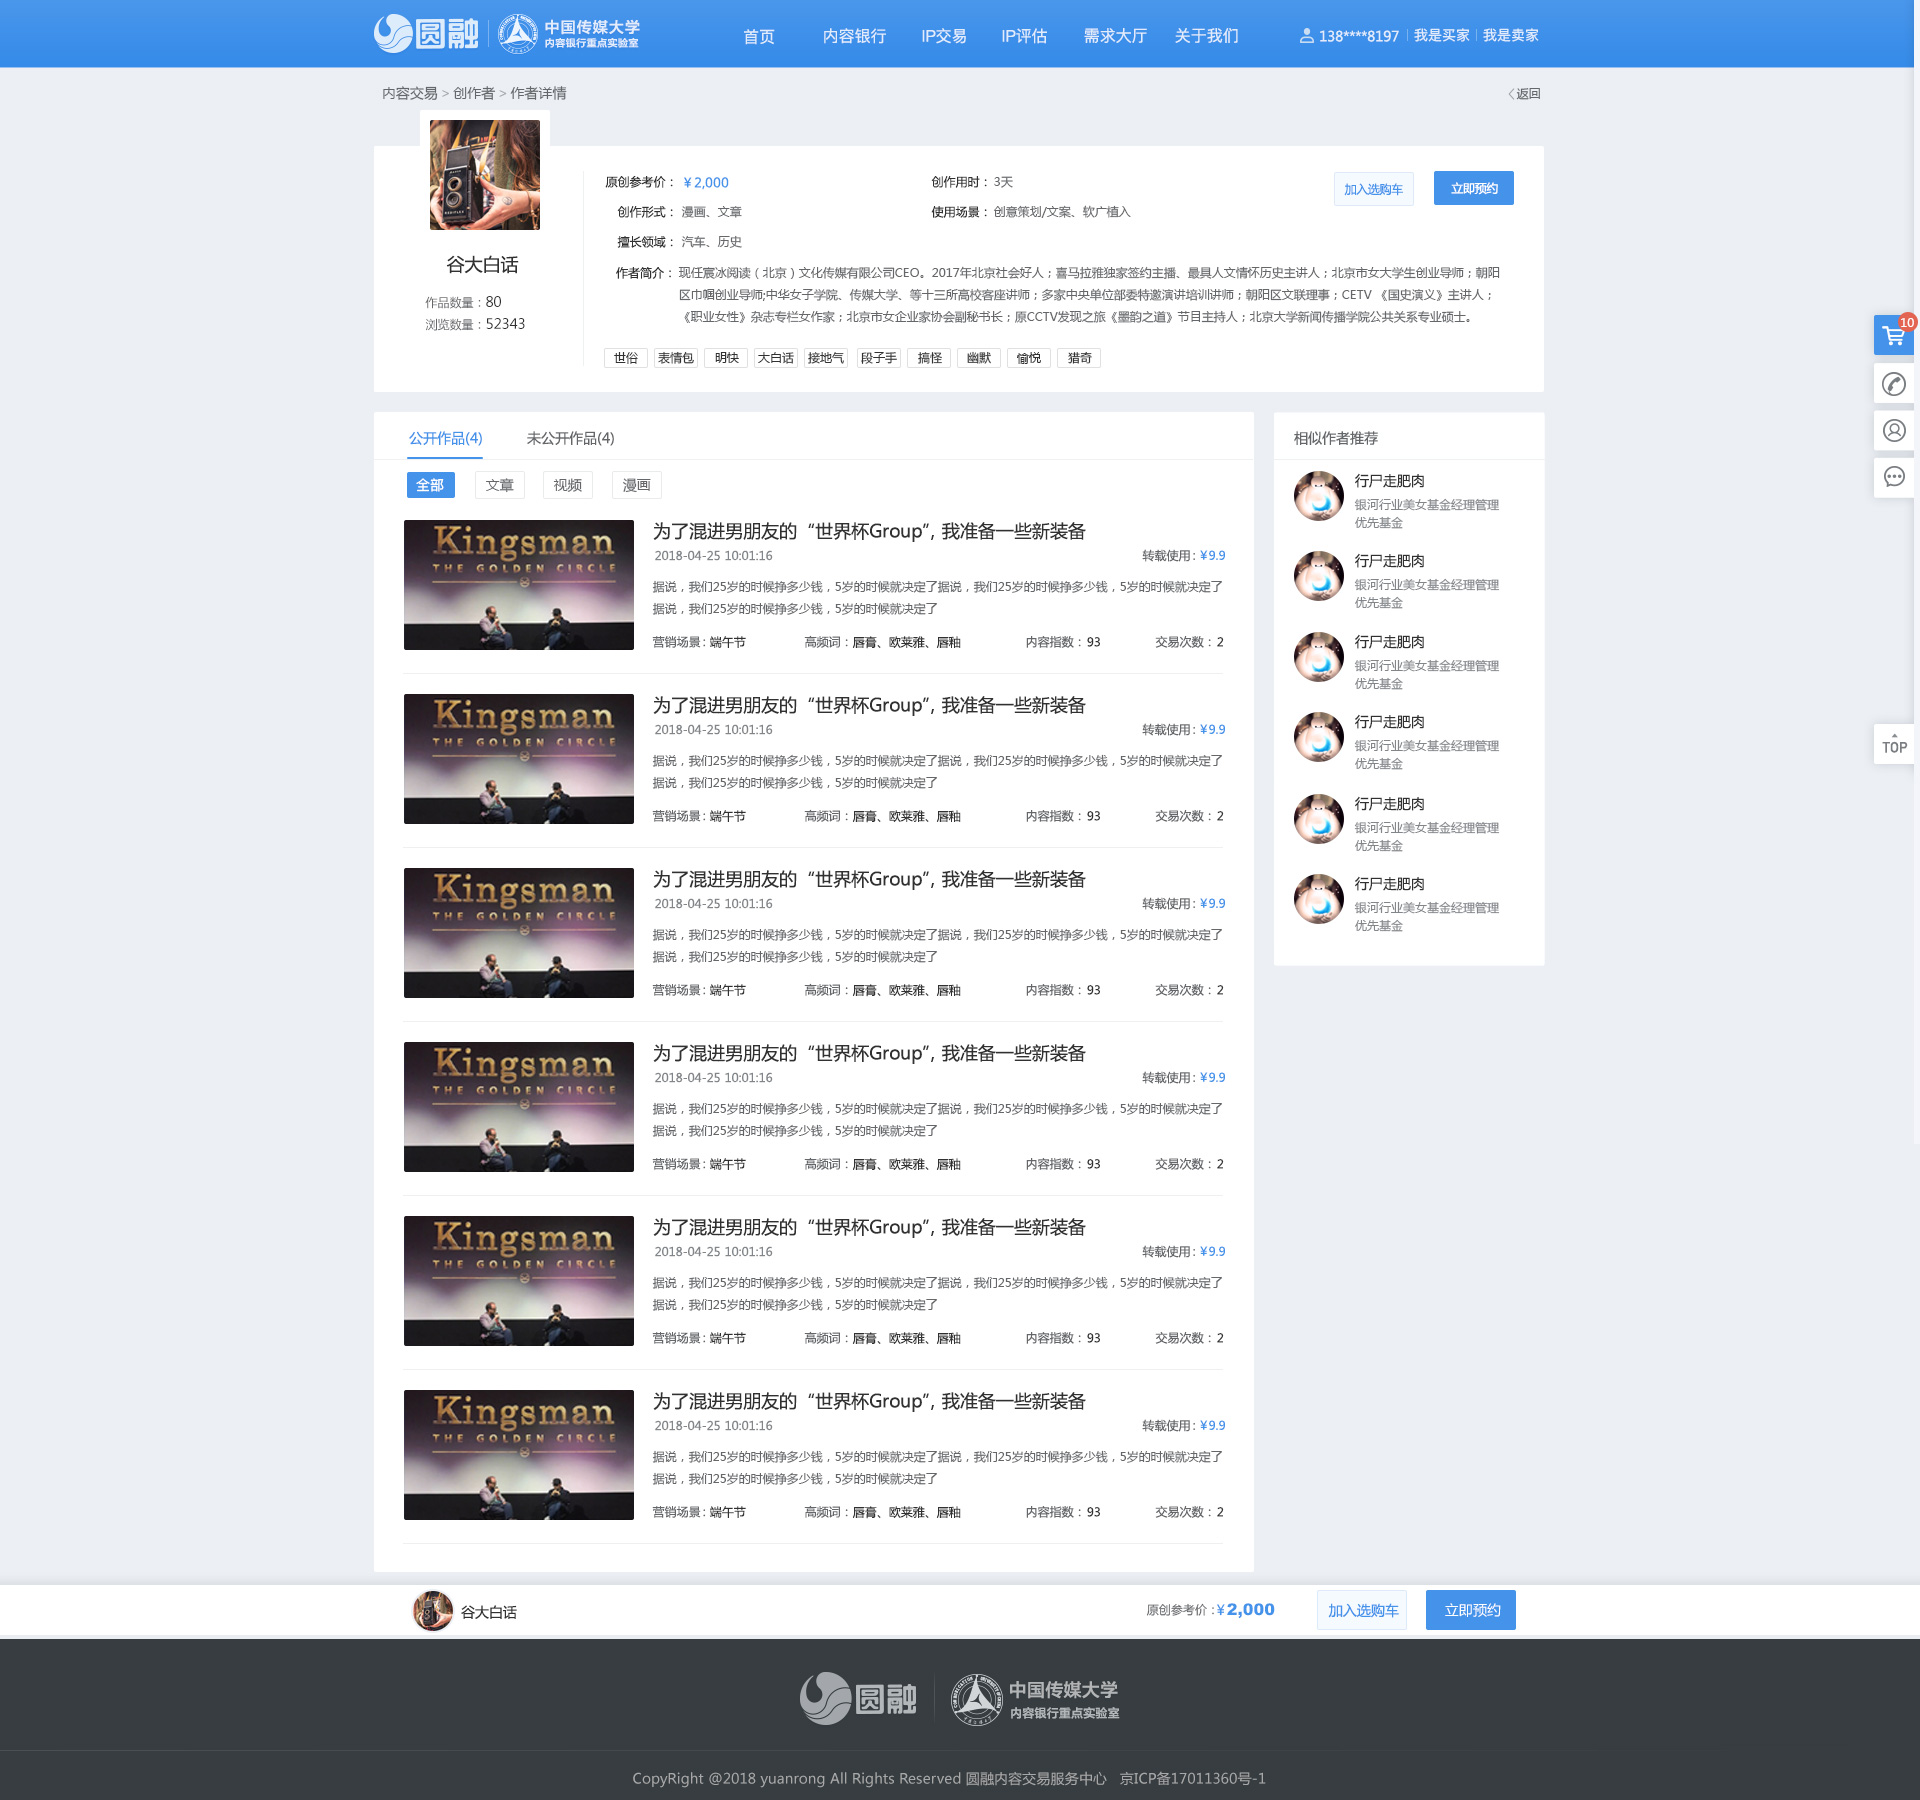 圆融 中国传媒大学
内容银行重点实验室
首页 内容银行 IP交易 IP评估 需求大厅 关于我们 138****8197 我是买家 我是卖家
内容交易 > 创作者 > 作者详情 返回
谷大白话
作品数量：80
浏览数量：52343
原创参考价： ¥2,000 创作用时： 3天 加入选购车 立即预约
创作形式： 漫画、文章 使用场景： 创意策划/文案、软广植入
擅长领域： 汽车、历史
作者简介： 现任宸冰阅读（北京）文化传媒有限公司CEO。2017年北京社会好人；喜马拉雅独家签约主播、最具人文情怀历史主讲人；北京市女大学生创业导师；朝阳
区巾帼创业导师;中华女子学院、传媒大学、等十三所高校客座讲师；多家中央单位部委特邀演讲培训讲师；朝阳区文联理事；CETV 《国史演义》主讲人；
《职业女性》杂志专栏女作家；北京市女企业家协会副秘书长；原CCTV发现之旅《墨韵之道》节目主持人；北京大学新闻传播学院公共关系专业硕士。
世俗 表情包 明快 大白话 接地气 段子手 搞怪 幽默 愉悦 猎奇
10
公开作品(4) 未公开作品(4)
全部 文章 视频 漫画
Kingsman
THE GOLDEN CIRCLE
为了混进男朋友的“世界杯Group”, 我准备一些新装备
2018-04-25 10:01:16 转载使用: ¥9.9
据说，我们25岁的时候挣多少钱，5岁的时候就决定了据说，我们25岁的时候挣多少钱，5岁的时候就决定了
据说，我们25岁的时候挣多少钱，5岁的时候就决定了
营销场景: 端午节 高频词：唇膏、欧莱雅、唇釉 内容指数：93 交易次数：2
Kingsman
THE GOLDEN CIRCLE
为了混进男朋友的“世界杯Group”, 我准备一些新装备
2018-04-25 10:01:16 转载使用: ¥9.9
据说，我们25岁的时候挣多少钱，5岁的时候就决定了据说，我们25岁的时候挣多少钱，5岁的时候就决定了
据说，我们25岁的时候挣多少钱，5岁的时候就决定了
营销场景: 端午节 高频词：唇膏、欧莱雅、唇釉 内容指数：93 交易次数：2
Kingsman
THE GOLDEN CIRCLE
为了混进男朋友的“世界杯Group”, 我准备一些新装备
2018-04-25 10:01:16 转载使用: ¥9.9
据说，我们25岁的时候挣多少钱，5岁的时候就决定了据说，我们25岁的时候挣多少钱，5岁的时候就决定了
据说，我们25岁的时候挣多少钱，5岁的时候就决定了
营销场景: 端午节 高频词：唇膏、欧莱雅、唇釉 内容指数：93 交易次数：2
Kingsman
THE GOLDEN CIRCLE
为了混进男朋友的“世界杯Group”, 我准备一些新装备
2018-04-25 10:01:16 转载使用: ¥9.9
据说，我们25岁的时候挣多少钱，5岁的时候就决定了据说，我们25岁的时候挣多少钱，5岁的时候就决定了
据说，我们25岁的时候挣多少钱，5岁的时候就决定了
营销场景: 端午节 高频词：唇膏、欧莱雅、唇釉 内容指数：93 交易次数：2
Kingsman
THE GOLDEN CIRCLE
为了混进男朋友的“世界杯Group”, 我准备一些新装备
2018-04-25 10:01:16 转载使用: ¥9.9
据说，我们25岁的时候挣多少钱，5岁的时候就决定了据说，我们25岁的时候挣多少钱，5岁的时候就决定了
据说，我们25岁的时候挣多少钱，5岁的时候就决定了
营销场景: 端午节 高频词：唇膏、欧莱雅、唇釉 内容指数：93 交易次数：2
Kingsman
THE GOLDEN CIRCLE
为了混进男朋友的“世界杯Group”, 我准备一些新装备
2018-04-25 10:01:16 转载使用: ¥9.9
据说，我们25岁的时候挣多少钱，5岁的时候就决定了据说，我们25岁的时候挣多少钱，5岁的时候就决定了
据说，我们25岁的时候挣多少钱，5岁的时候就决定了
营销场景: 端午节 高频词：唇膏、欧莱雅、唇釉 内容指数：93 交易次数：2
相似作者推荐
行尸走肥肉
银河行业美女基金经理管理
优先基金
行尸走肥肉
银河行业美女基金经理管理
优先基金
行尸走肥肉
银河行业美女基金经理管理
优先基金
行尸走肥肉
银河行业美女基金经理管理
优先基金
行尸走肥肉
银河行业美女基金经理管理
优先基金
行尸走肥肉
银河行业美女基金经理管理
优先基金
TOP
谷大白话 原创参考价：¥2,000 加入选购车 立即预约
圆融 中国传媒大学
内容银行重点实验室
CopyRight @2018 yuanrong All Rights Reserved 圆融内容交易服务中心 京ICP备17011360号-1